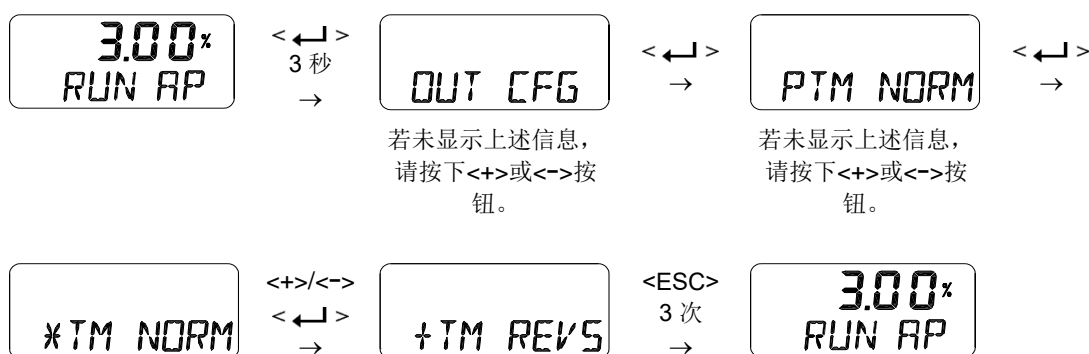 3.00%
RUN AP
< ↵ >
3 秒
→
OUT CFG
若未显示上述信息，
请按下<+>或<->按
钮。
< ↵ >
→
PTM NORM
若未显示上述信息，
请按下<+>或<->按
钮。
< ↵ >
→
*TM NORM
<+>/<->
< ↵ >
→
+TM REVS
<ESC>
3 次
→
3.00%
RUN AP